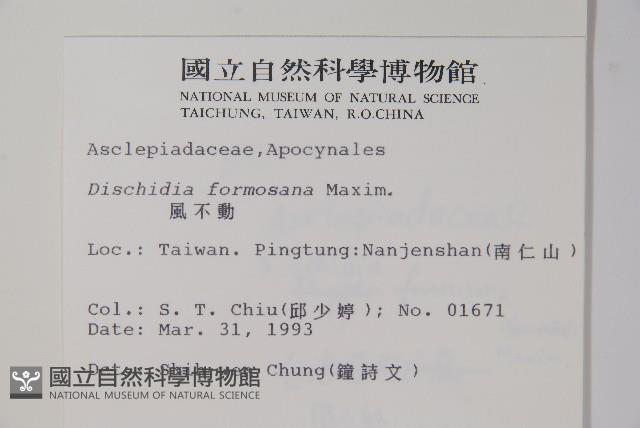 國立自然科學博物館
NATIONAL MUSEUM OF NATURAL SCIENCE
TAICHUNG, TAIWAN, R.O.CHINA
Asclepiadaceae,Apocynales
Dischidia formosana Maxim.
風不動
Loc.: Taiwan. Pingtung:Nanjenshan(南仁山)
Col.: S. T. Chiu(邱少婷); No. 01671
Date: Mar. 31, 1993
Chung(鐘詩文)
國立自然科學博物館
NATIONAL MUSEUM OF NATURAL SCIENCE